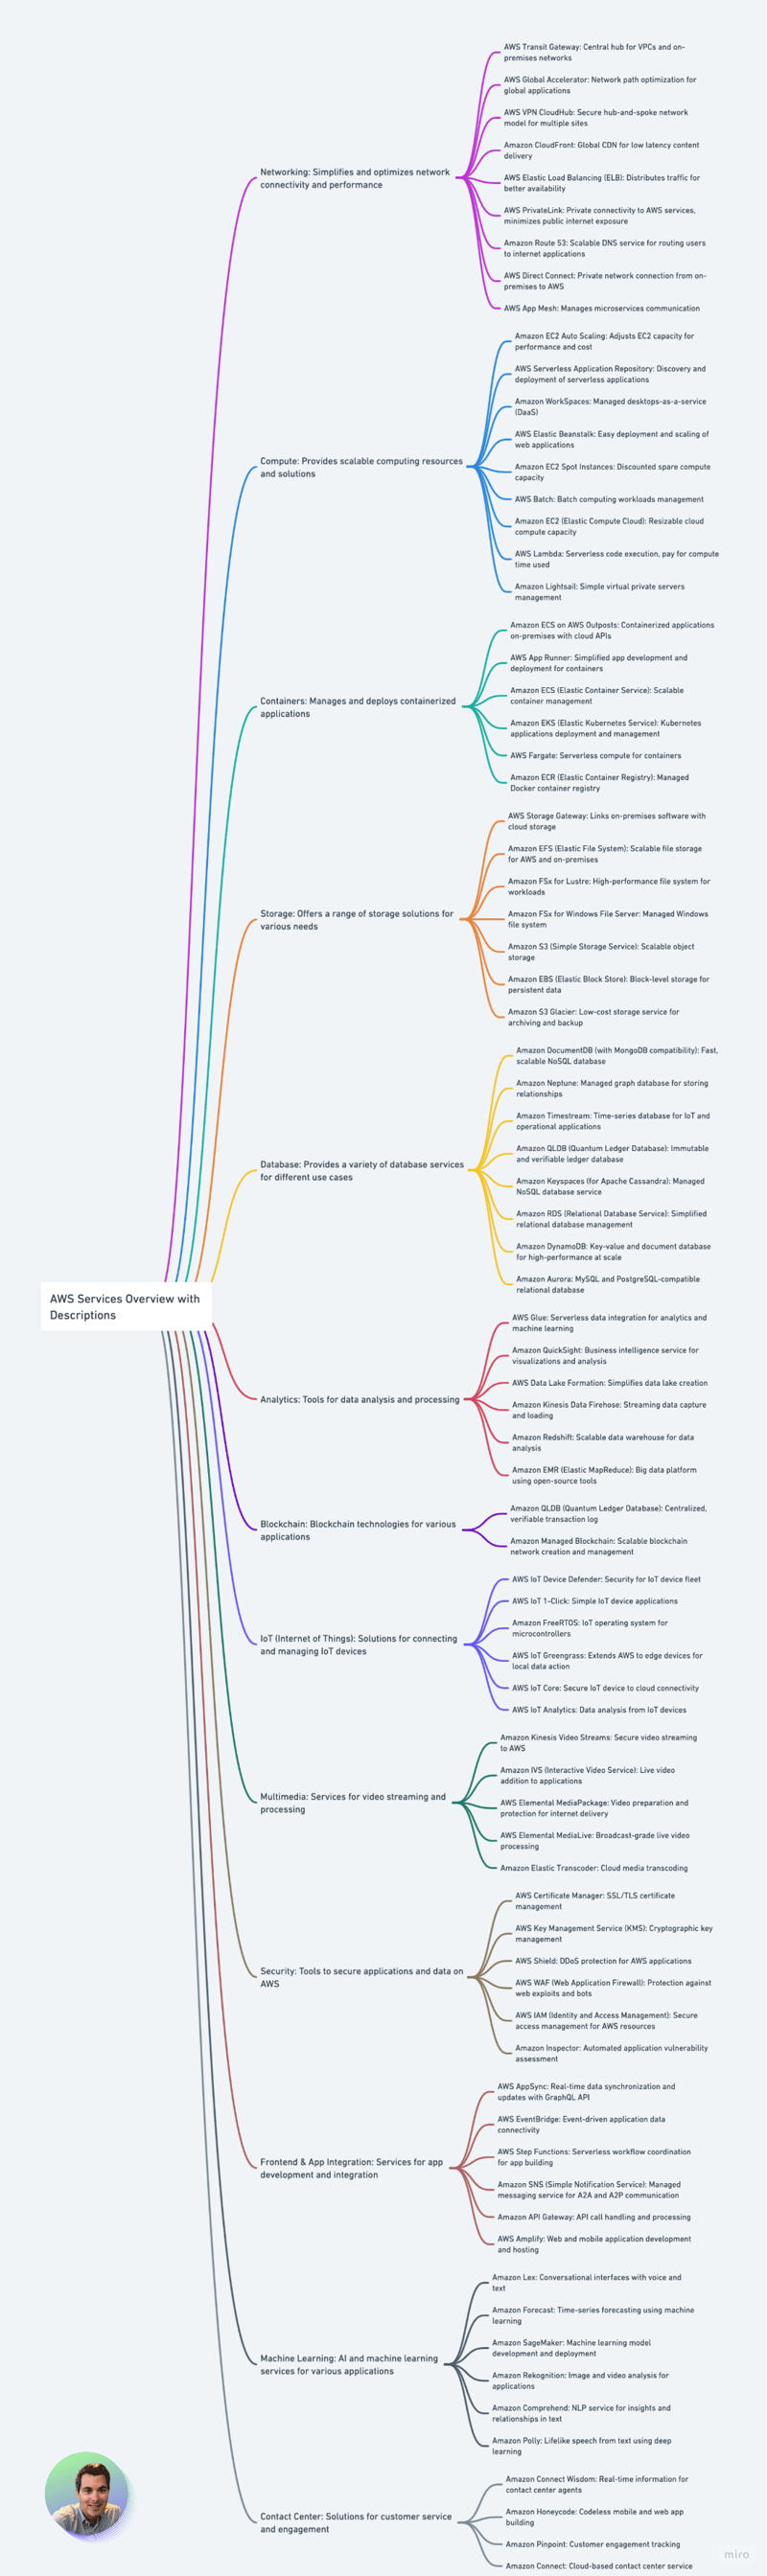 AWS Transit Gateway: Central hub for VPCs and on-
premises networks
AWS Global Accelerator: Network path optimization for
global applications
AWS VPN CloudHub: Secure hub-and-spoke network
model for multiple sites
Amazon CloudFront: Global CDN for low latency content
delivery
Networking: Simplifies and optimizes network
connectivity and performance
AWS Elastic Load Balancing (ELB): Distributes traffic for
better availability
AWS PrivateLink: Private connectivity to AWS services,
minimizes public internet exposure
Amazon Route 53: Scalable DNS service for routing users
to internet applications
AWS Direct Connect: Private network connection from on-
premises to AWS
AWS App Mesh: Manages microservices communication
Amazon EC2 Auto Scaling: Adjusts EC2 capacity for
performance and cost
AWS Serverless Application Repository: Discovery and
deployment of serverless applications
Amazon WorkSpaces: Managed desktops-as-a-service
(DaaS)
AWS Elastic Beanstalk: Easy deployment and scaling of
web applications
Compute: Provides scalable computing resources
and solutions
Amazon EC2 Spot Instances: Discounted spare compute
capacity
AWS Batch: Batch computing workloads management
Amazon EC2 (Elastic Compute Cloud): Resizable cloud
compute capacity
AWS Lambda: Serverless code execution, pay for compute
time used
Amazon Lightsail: Simple virtual private servers
management
Amazon ECS on AWS Outposts: Containerized applications
on-premises with cloud APIs
AWS App Runner: Simplified app development and
deployment for containers
Amazon ECS (Elastic Container Service): Scalable
container management
Containers: Manages and deploys containerized
applications
Amazon EKS (Elastic Kubernetes Service): Kubernetes
applications deployment and management
AWS Fargate: Serverless compute for containers
Amazon ECR (Elastic Container Registry): Managed
Docker container registry
AWS Storage Gateway: Links on-premises software with
cloud storage
Amazon EFS (Elastic File System): Scalable file storage
for AWS and on-premises
Amazon FSx for Lustre: High-performance file system for
workloads
Storage: Offers a range of storage solutions for
various needs
Amazon FSx for Windows File Server: Managed Windows
file system
Amazon S3 (Simple Storage Service): Scalable object
storage
Amazon EBS (Elastic Block Store): Block-level storage for
persistent data
Amazon S3 Glacier: Low-cost storage service for
archiving and backup
Amazon DocumentDB (with MongoDB compatibility): Fast,
scalable NoSQL database
Amazon Neptune: Managed graph database for storing
relationships
Amazon Timestream: Time-series database for IoT and
operational applications
Amazon QLDB (Quantum Ledger Database): Immutable
and verifiable ledger database
Database: Provides a variety of database services
for different use cases
Amazon Keyspaces (for Apache Cassandra): Managed
NoSQL database service
Amazon RDS (Relational Database Service): Simplified
relational database management
Amazon DynamoDB: Key-value and document database
for high-performance at scale
Amazon Aurora: MySQL and PostgreSQL-compatible
relational database
AWS Services Overview with
Descriptions
AWS Glue: Serverless data integration for analytics and
machine learning
Amazon QuickSight: Business intelligence service for
visualizations and analysis
AWS Data Lake Formation: Simplifies data lake creation
Analytics: Tools for data analysis and processing
Amazon Kinesis Data Firehose: Streaming data capture
and loading
Amazon Redshift: Scalable data warehouse for data
analysis
Amazon EMR (Elastic MapReduce): Big data platform
using open-source tools
Blockchain: Blockchain technologies for various
applications
Amazon QLDB (Quantum Ledger Database): Centralized,
verifiable transaction log
Amazon Managed Blockchain: Scalable blockchain
network creation and management
AWS IoT Device Defender: Security for IoT device fleet
AWS IoT 1-Click: Simple IoT device applications
Amazon FreeRTOS: IoT operating system for
microcontrollers
IoT (Internet of Things): Solutions for connecting
and managing IoT devices
AWS IoT Greengrass: Extends AWS to edge devices for
local data action
AWS IoT Core: Secure IoT device to cloud connectivity
AWS IoT Analytics: Data analysis from IoT devices
Amazon Kinesis Video Streams: Secure video streaming
to AWS
Amazon IVS (Interactive Video Service): Live video
addition to applications
Multimedia: Services for video streaming and
processing
AWS Elemental MediaPackage: Video preparation and
protection for internet delivery
AWS Elemental MediaLive: Broadcast-grade live video
processing
Amazon Elastic Transcoder: Cloud media transcoding
AWS Certificate Manager: SSL/TLS certificate
management
AWS Key Management Service (KMS): Cryptographic key
management
AWS Shield: DDoS protection for AWS applications
Security: Tools to secure applications and data on
AWS
AWS WAF (Web Application Firewall): Protection against
web exploits and bots
AWS IAM (Identity and Access Management): Secure
access management for AWS resources
Amazon Inspector: Automated application vulnerability
assessment
AWS AppSync: Real-time data synchronization and
updates with GraphQL API
AWS EventBridge: Event-driven application data
connectivity
AWS Step Functions: Serverless workflow coordination
for app building
Frontend & App Integration: Services for app
development and integration
Amazon SNS (Simple Notification Service): Managed
messaging service for A2A and A2P communication
Amazon API Gateway: API call handling and processing
AWS Amplify: Web and mobile application development
and hosting
Amazon Lex: Conversational interfaces with voice and
text
Amazon Forecast: Time-series forecasting using machine
learning
Amazon SageMaker: Machine learning model
development and deployment
Machine Learning: AI and machine learning
services for various applications
Amazon Rekognition: Image and video analysis for
applications
Amazon Comprehend: NLP service for insights and
relationships in text
Amazon Polly: Lifelike speech from text using deep
learning
Amazon Connect Wisdom: Real-time information for
contact center agents
Amazon Honeycode: Codeless mobile and web app
building
Contact Center: Solutions for customer service
and engagement
Amazon Pinpoint: Customer engagement tracking
Amazon Connect: Cloud-based contact center service
miro